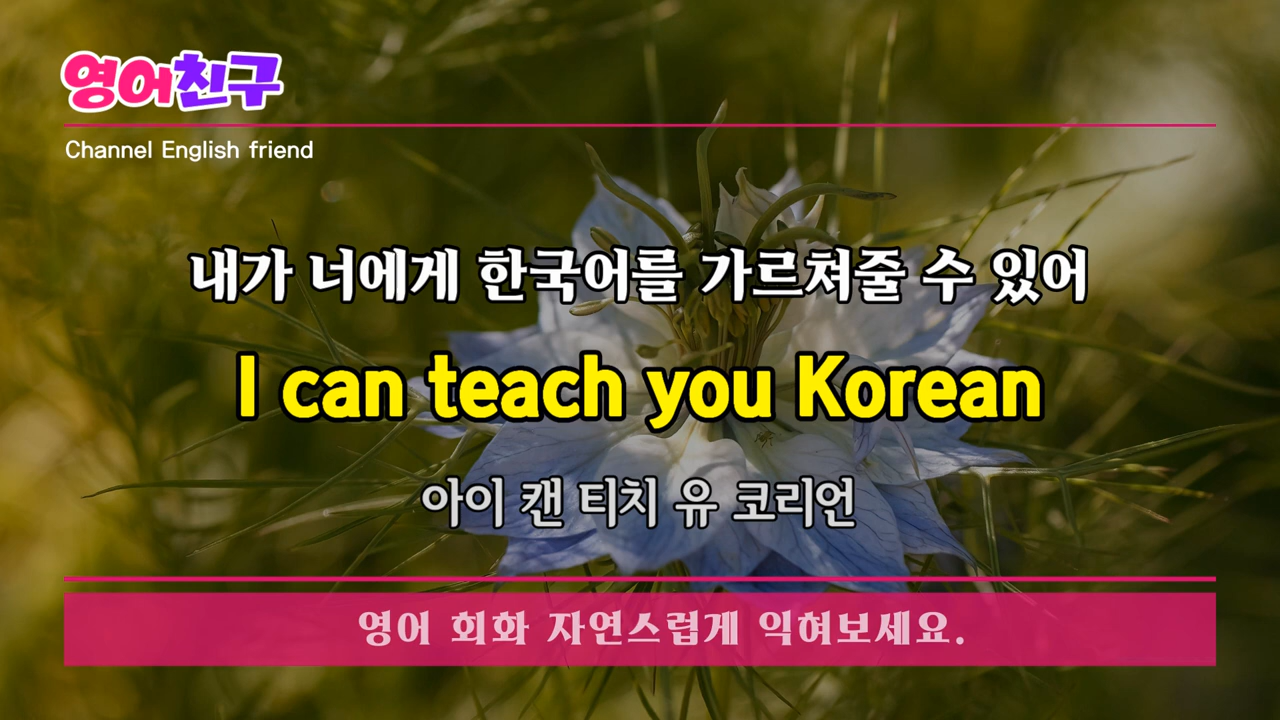 영어친구
Channel English friend
내가 너에게 한국어를 가르쳐줄 수 있어
I can teach you Korean
아이 캔 티치 유 코리언
영어 회화 자연스럽게 익혀보세요.